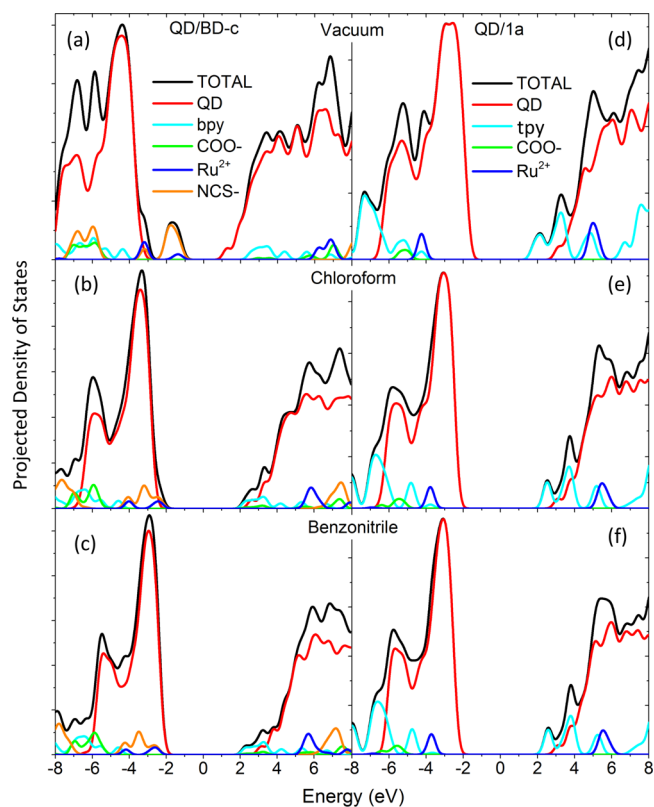 QD/BD-c Vacuum QD/1a
(a) (d)
TOTAL
QD
bpy
COO-
Ru²⁺
NCS-
TOTAL
QD
tpy
COO-
Ru²⁺
Chloroform
(b) (e)
Benzonitrile
(c) (f)
Projected Density of States
-8 -6 -4 -2 0 2 4 6 -8 -6 -4 -2 0 2 4 6 8
Energy (eV)